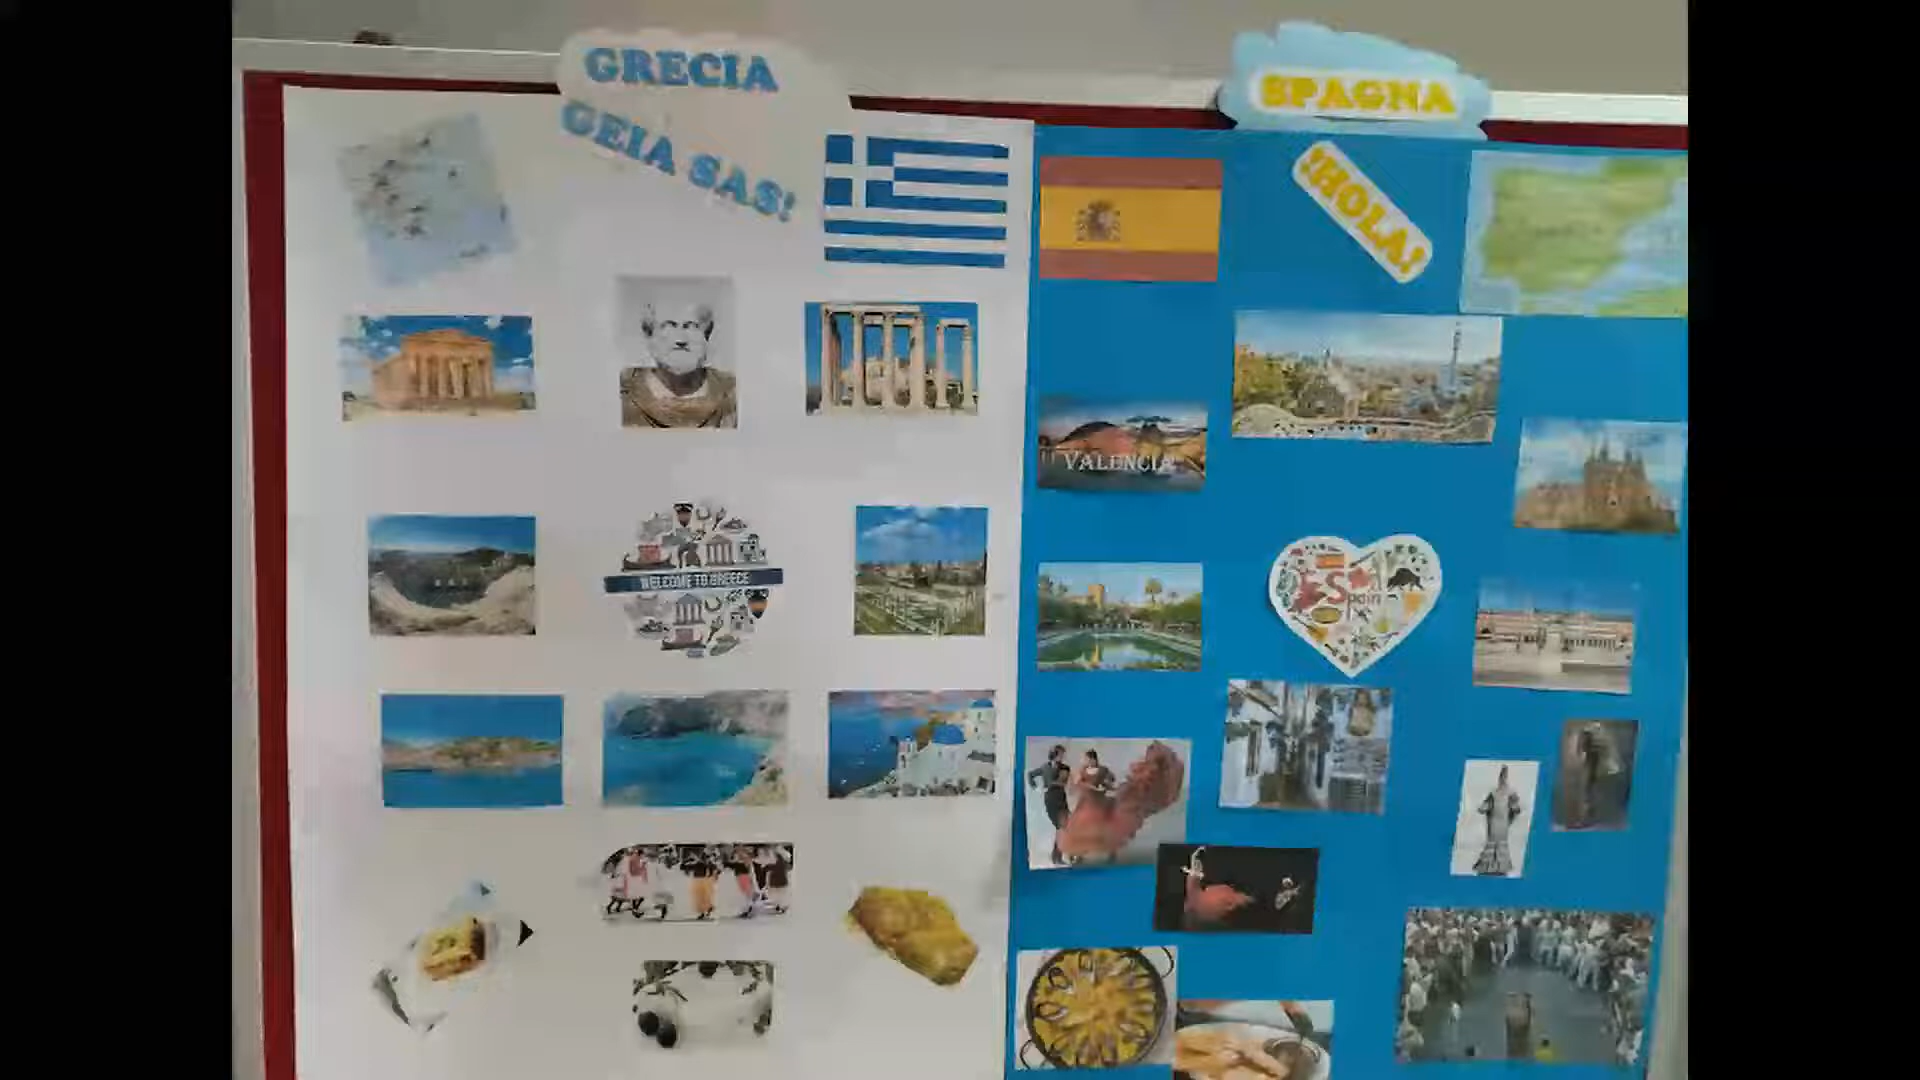 GRECIA
GEIA SAS!
SPAGNA
¡HOLA!
VALENCIA
WELCOME TO GREECE
Spain